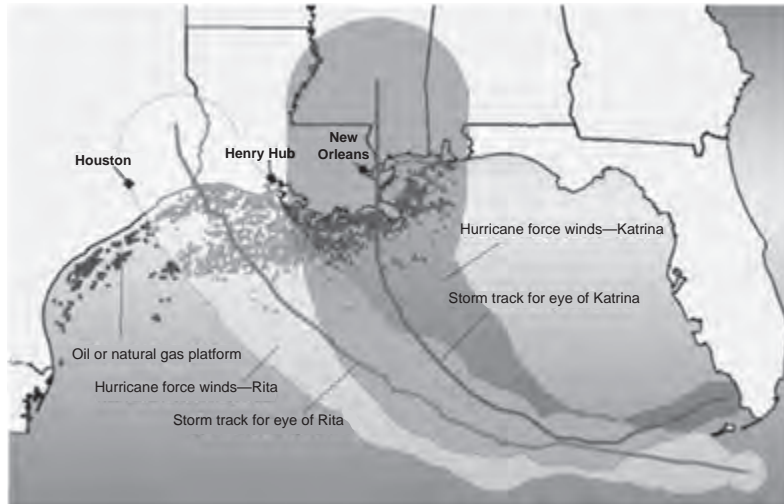 New
Orleans
Henry Hub
Houston
Hurricane force winds—Katrina
Storm track for eye of Katrina
Oil or natural gas platform
Hurricane force winds—Rita
Storm track for eye of Rita